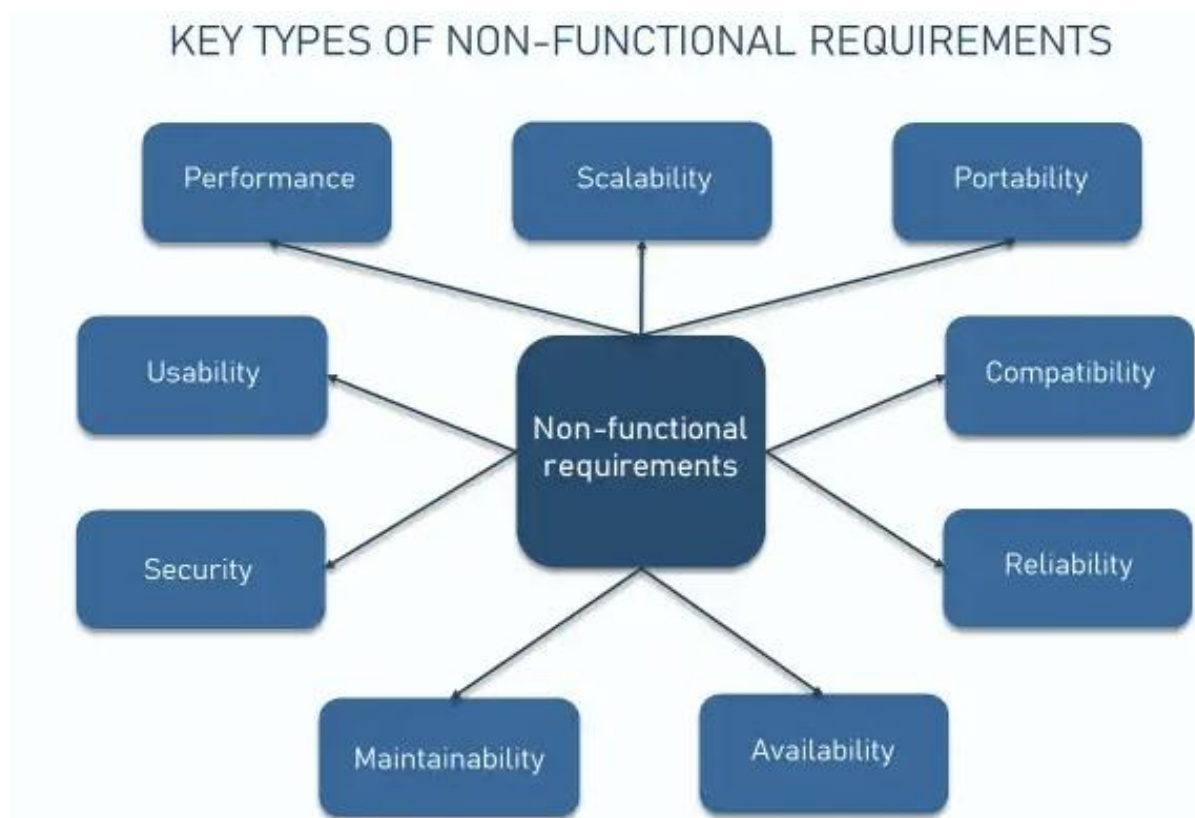 KEY TYPES OF NON-FUNCTIONAL REQUIREMENTS
Performance
Scalability
Portability
Usability
Non-functional
requirements
Compatibility
Security
Reliability
Maintainability
Availability